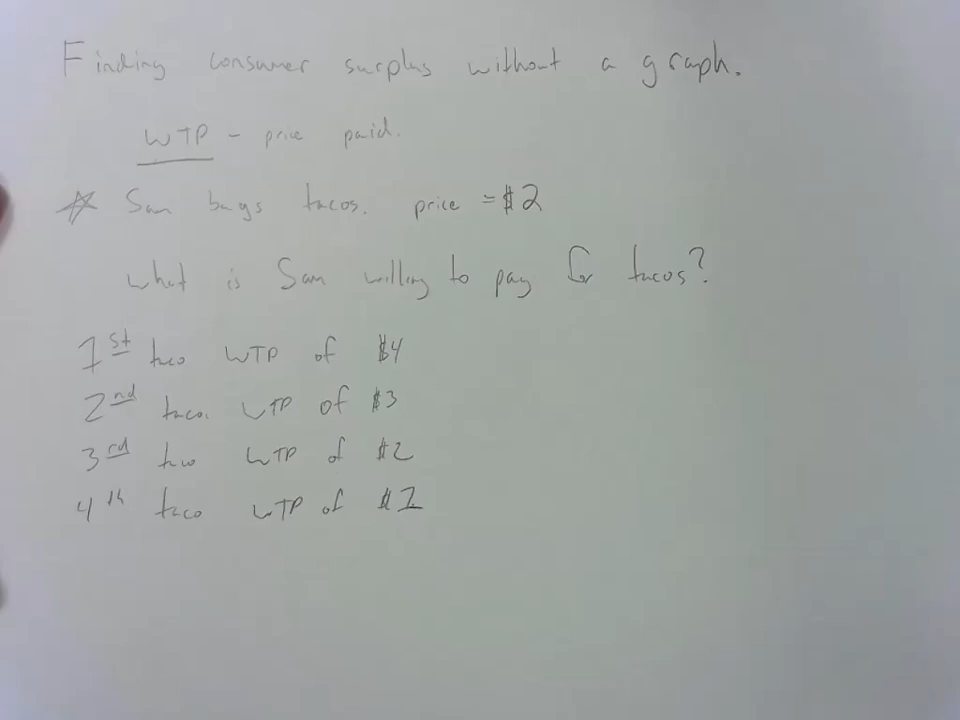 Finding consumer surplus without a graph.
WTP - price paid.
☆ Sam buys tacos. price = $2
what is Sam willing to pay for tacos?
1st taco WTP of $4
2nd taco. WTP of $3
3rd taco WTP of $2
4th taco WTP of $1